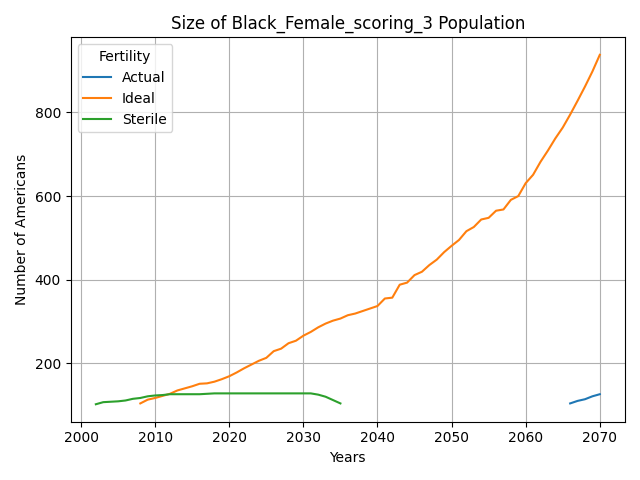 Size of Black_Female_scoring_3 Population
Fertility
Actual
Ideal
Sterile
Number of Americans
800
600
400
200
2000 2010 2020 2030 2040 2050 2060 2070
Years